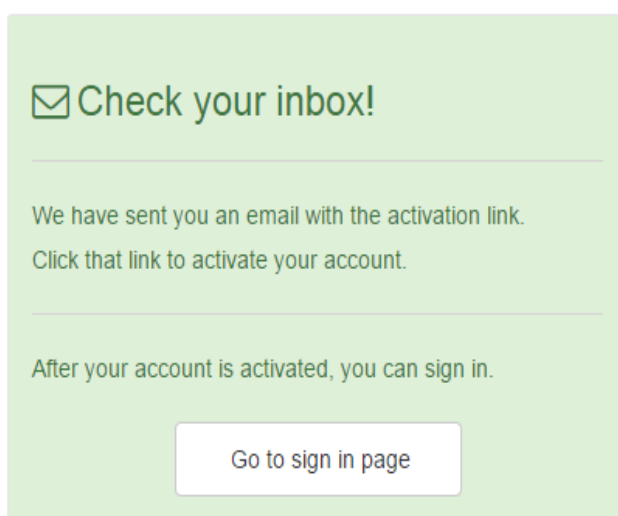 Check your inbox!
We have sent you an email with the activation link.
Click that link to activate your account.
After your account is activated, you can sign in.
Go to sign in page